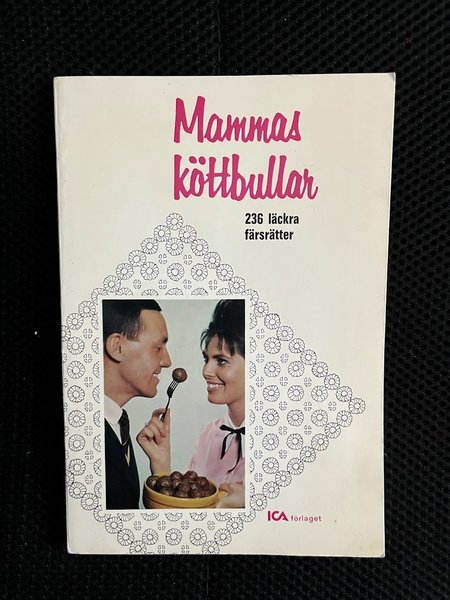 Mammas
köttbullar
236 läckra
färsrätter
ICA förlaget